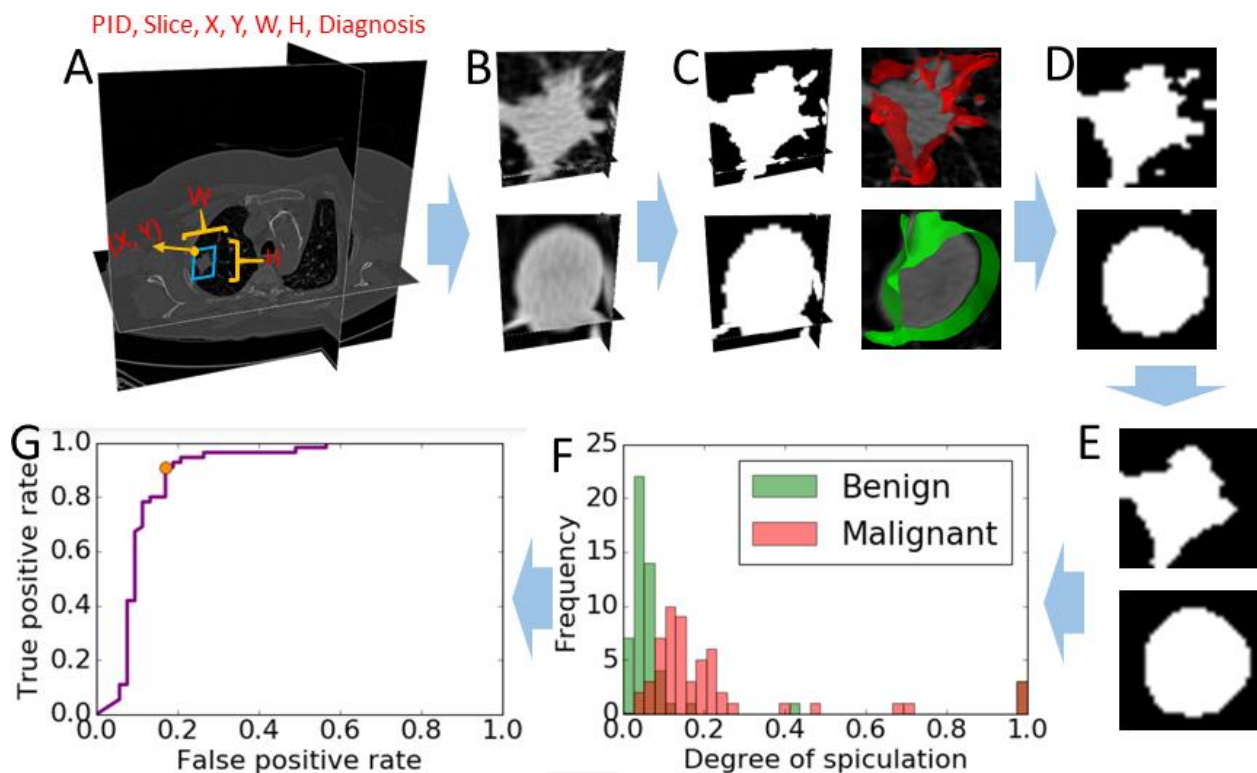 PID, Slice, X, Y, W, H, Diagnosis
A
B
C
D
W
(X, Y)
H
G
1.0
0.8
0.6
0.4
0.2
0.0
True positive rate
0.0 0.2 0.4 0.6 0.8 1.0
False positive rate
F
25
20
15
10
5
0
Frequency
Benign
Malignant
0.0 0.2 0.4 0.6 0.8 1.0
Degree of spiculation
E